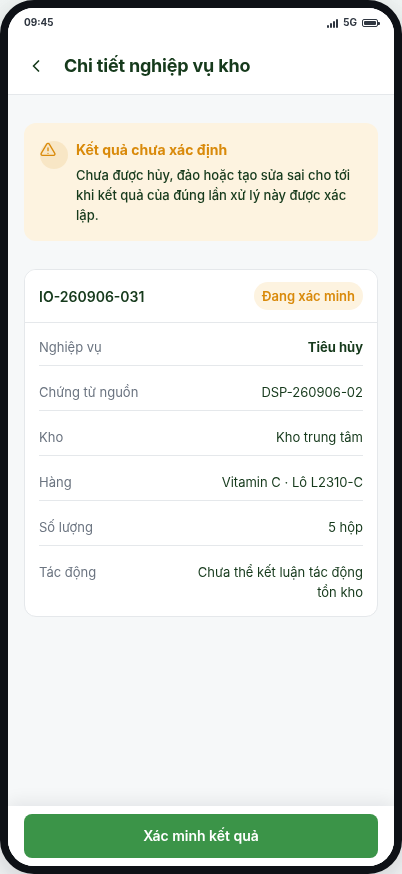 09:45
5G
Chi tiết nghiệp vụ kho
Kết quả chưa xác định
Chưa được hủy, đảo hoặc tạo sửa sai cho tới
khi kết quả của đúng lần xử lý này được xác
lập.
IO-260906-031
Đang xác minh
Nghiệp vụ
Tiêu hủy
Chứng từ nguồn
DSP-260906-02
Kho
Kho trung tâm
Hàng
Vitamin C · Lô L2310-C
Số lượng
5 hộp
Tác động
Chưa thể kết luận tác động
tồn kho
Xác minh kết quả